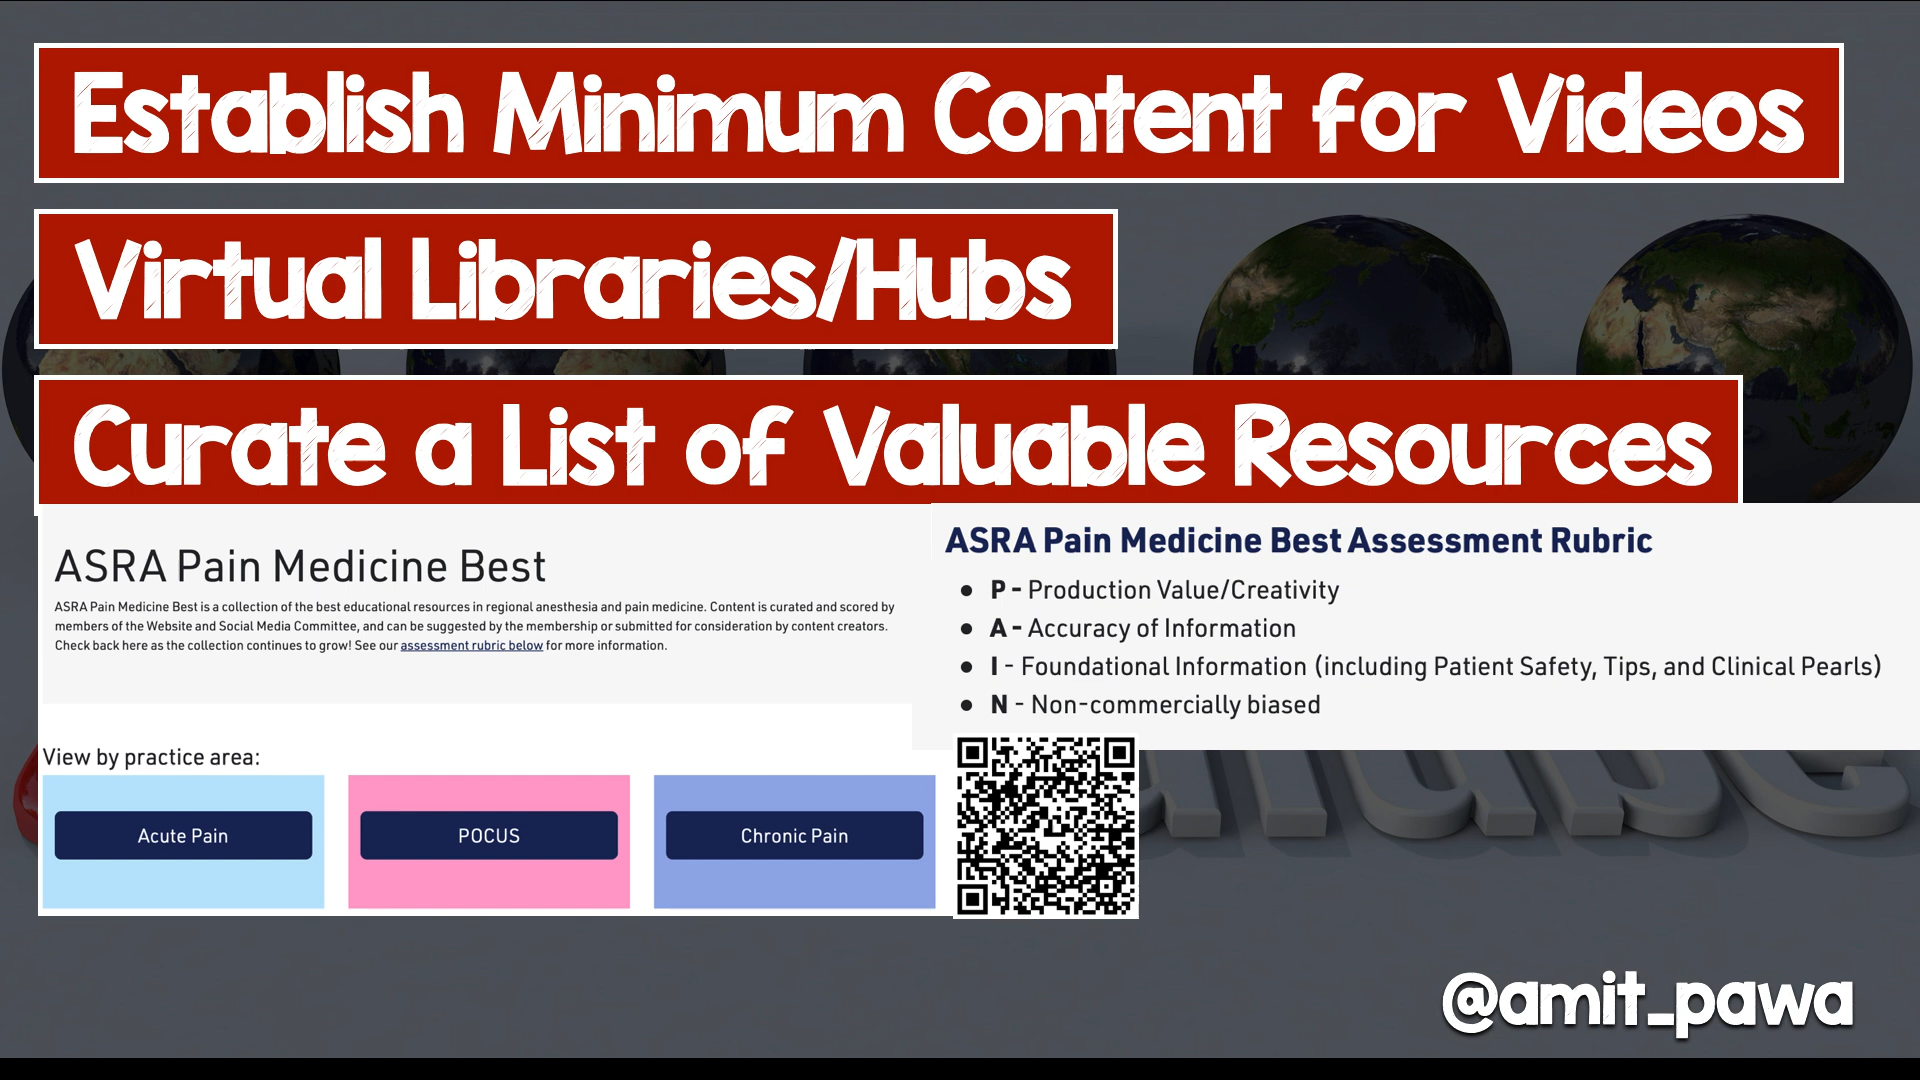 Establish Minimum Content for Videos
Virtual Libraries/Hubs
Curate a List of Valuable Resources
ASRA Pain Medicine Best
ASRA Pain Medicine Best is a collection of the best educational resources in regional anesthesia and pain medicine. Content is curated and scored by
members of the Website and Social Media Committee, and can be suggested by the membership or submitted for consideration by content creators.
Check back here as the collection continues to grow! See our assessment rubric below for more information.
View by practice area:
Acute Pain
POCUS
Chronic Pain
ASRA Pain Medicine Best Assessment Rubric
• P - Production Value/Creativity
• A - Accuracy of Information
• I - Foundational Information (including Patient Safety, Tips, and Clinical Pearls)
• N - Non-commercially biased
@amit_pawa